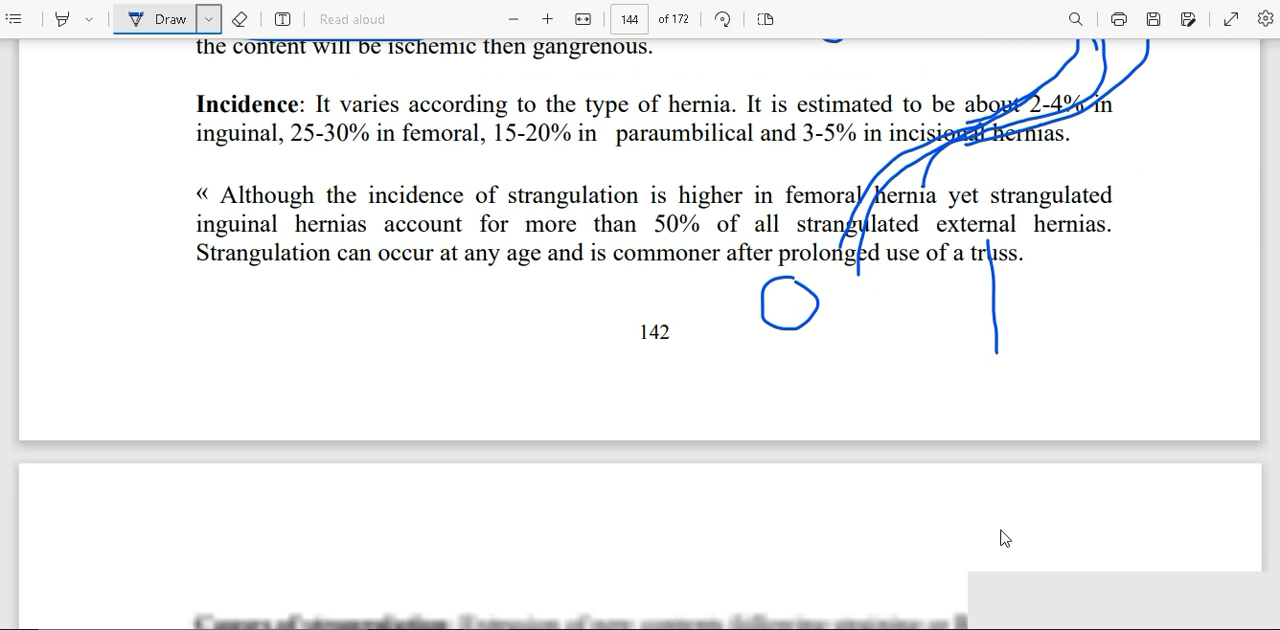 Draw
Read aloud
144
of 172
the content will be ischemic then gangrenous.
Incidence: It varies according to the type of hernia. It is estimated to be about 2-4% in
inguinal, 25-30% in femoral, 15-20% in paraumbilical and 3-5% in incisional hernias.
« Although the incidence of strangulation is higher in femoral hernia yet strangulated
inguinal hernias account for more than 50% of all strangulated external hernias.
Strangulation can occur at any age and is commoner after prolonged use of a truss.
142